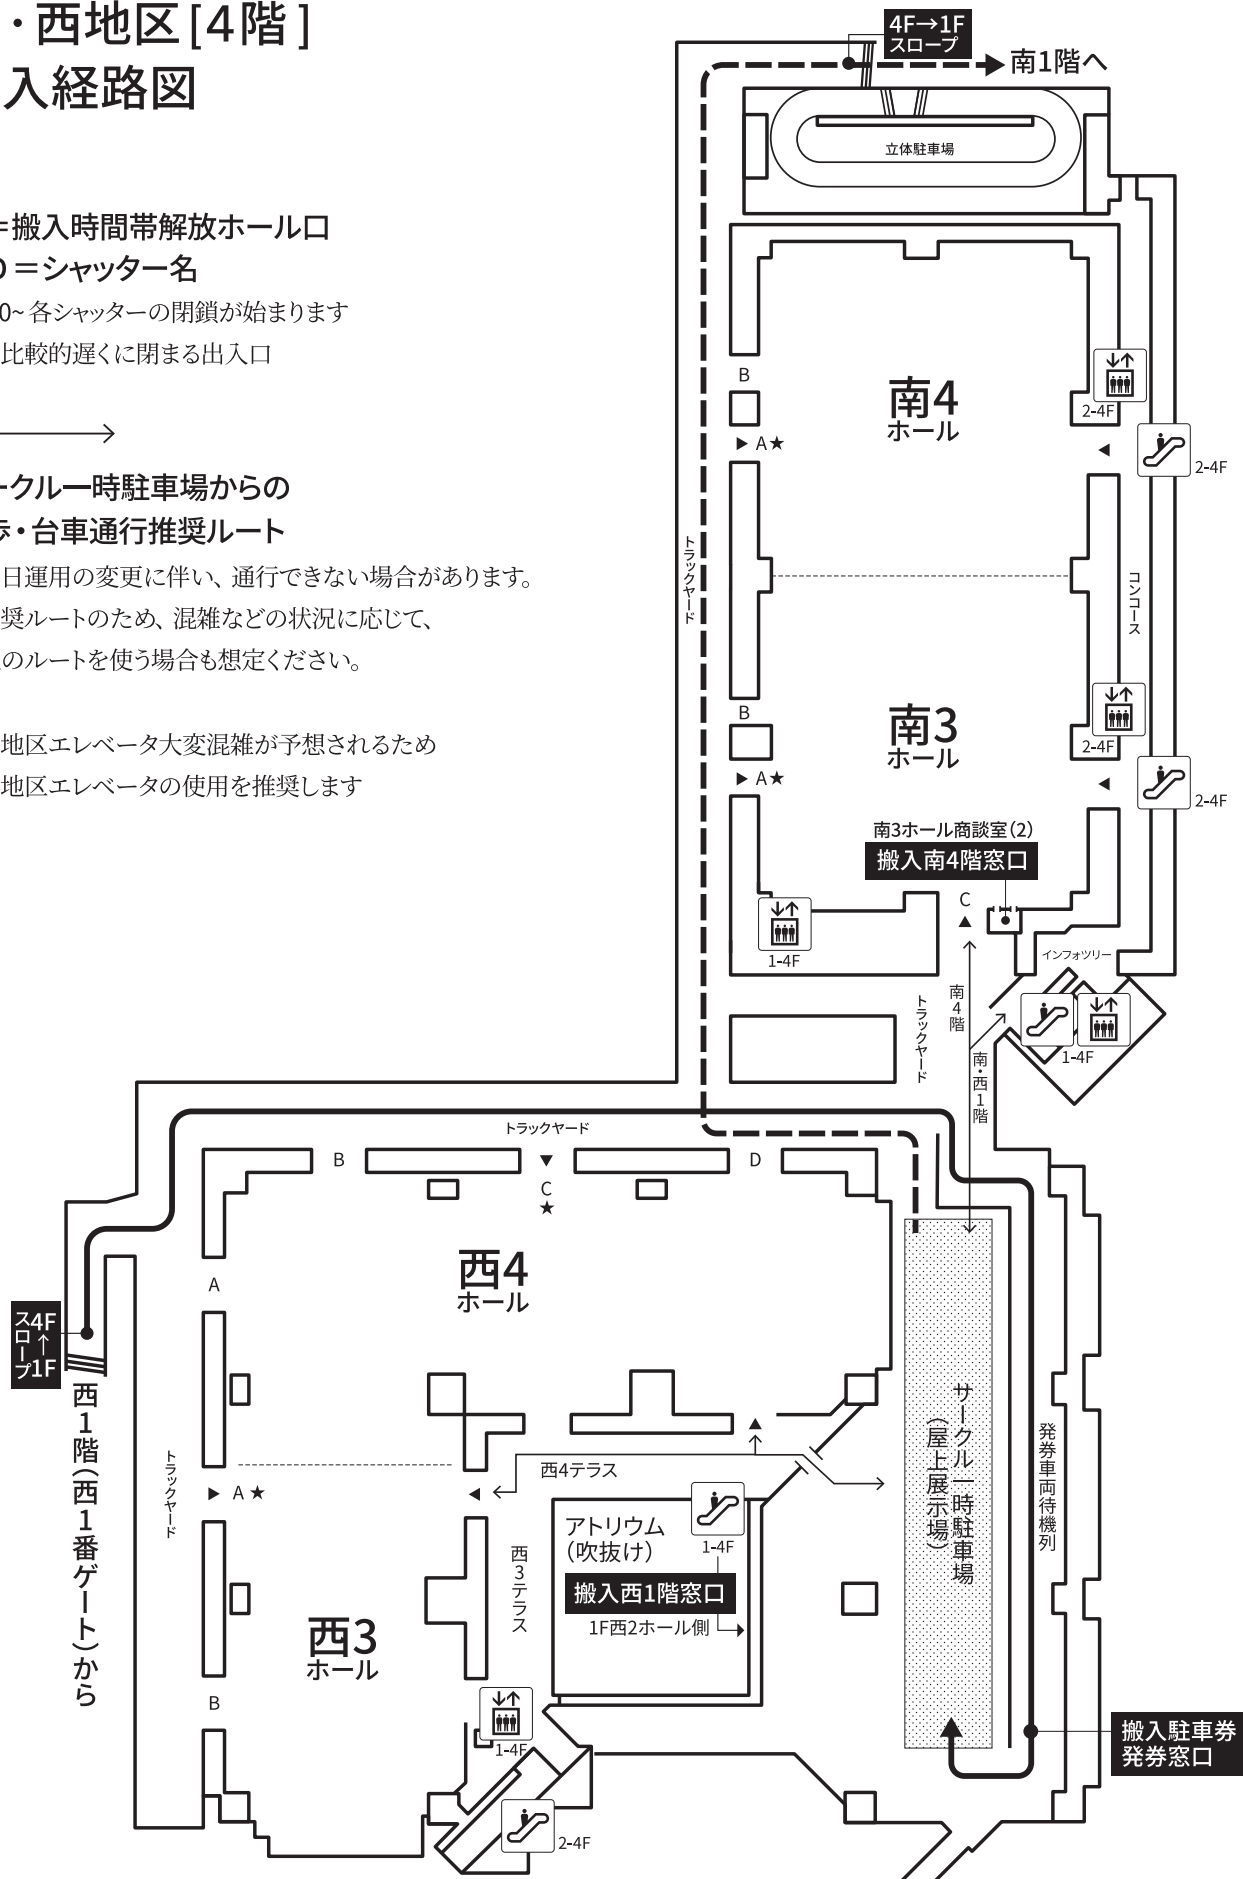 ・西地区[4階]
入経路図
=搬入時間帯解放ホール口
=シャッター名
0~各シャッターの閉鎖が始まります
比較的遅くに閉まる出入口
ークル一時駐車場からの
歩・台車通行推奨ルート
日運用の変更に伴い、通行できない場合があります。
奨ルートのため、混雑などの状況に応じて、
のルートを使う場合も想定ください。
地区エレベータ大変混雑が予想されるため
地区エレベータの使用を推奨します
4F→1F
スロープ
南1階へ
立体駐車場
南4
ホール
B
▶ A★
2-4F
◀
2-4F
トラックヤード
コンコース
南3
ホール
B
▶ A★
2-4F
◀
2-4F
南3ホール商談室(2)
搬入南4階窓口
C
▲
1-4F
インフォツリー
南4階
トラックヤード
1-4F
南・西1階
トラックヤード
B
▼
C
★
D
西4
ホール
A
4F←1F
スロープ
西1階(西1番ゲート)から
トラックヤード
▶ A★
◀
▲
西4テラス
西3テラス
アトリウム
(吹抜け)
1-4F
搬入西1階窓口
1F西2ホール側
西3
ホール
B
1-4F
2-4F
サークル一時駐車場
(屋上展示場)
発券車両待機列
搬入駐車券
発券窓口